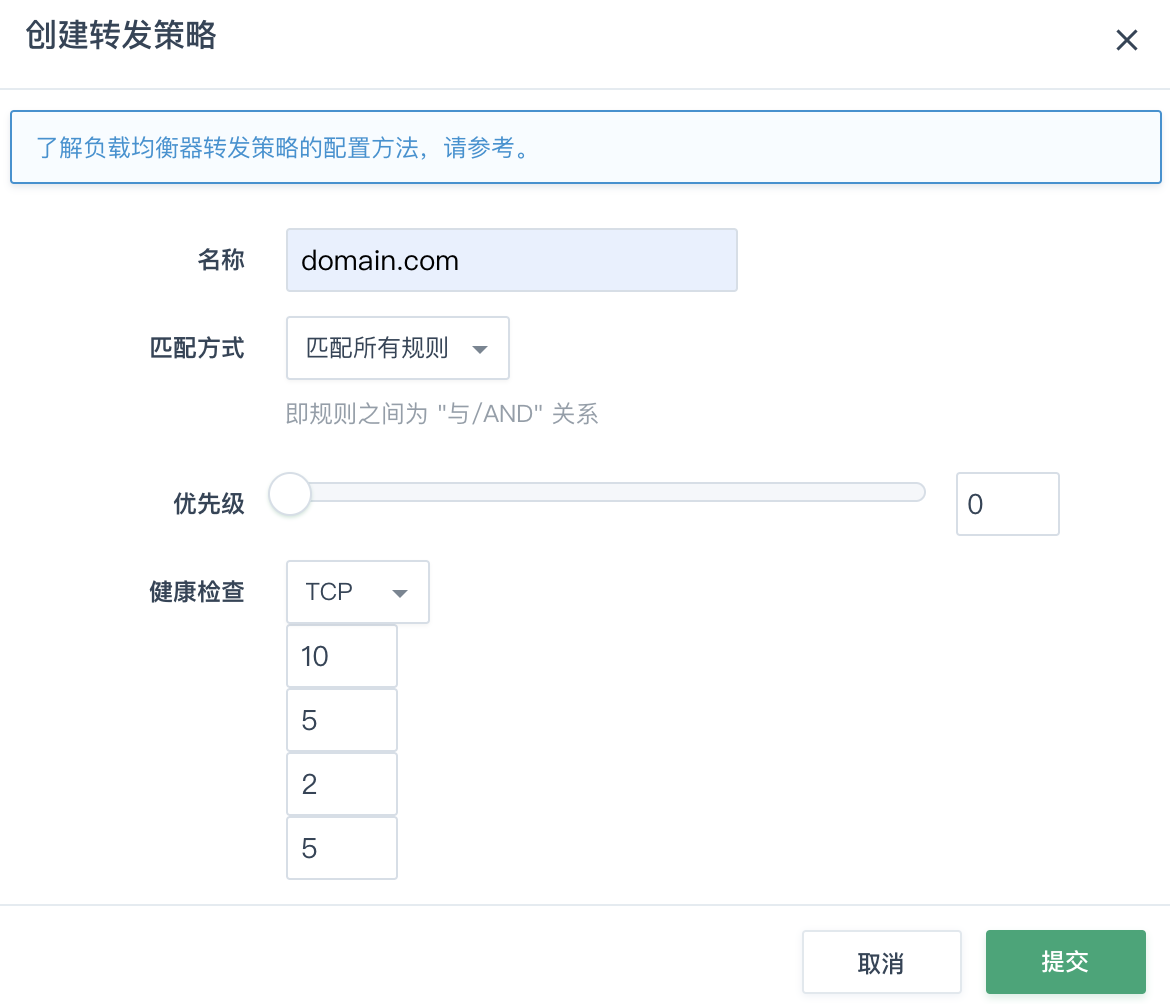 创建转发策略
了解负载均衡器转发策略的配置方法，请参考。
名称 domain.com
匹配方式 匹配所有规则
即规则之间为 "与/AND" 关系
优先级 0
健康检查 TCP
10
5
2
5
取消 提交